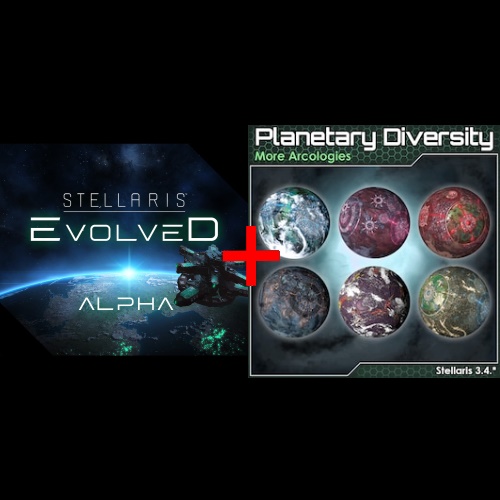 STELLARIS
EVOLVED
ALPHA
Planetary Diversity
More Arcologies
Stellaris 3.4.*